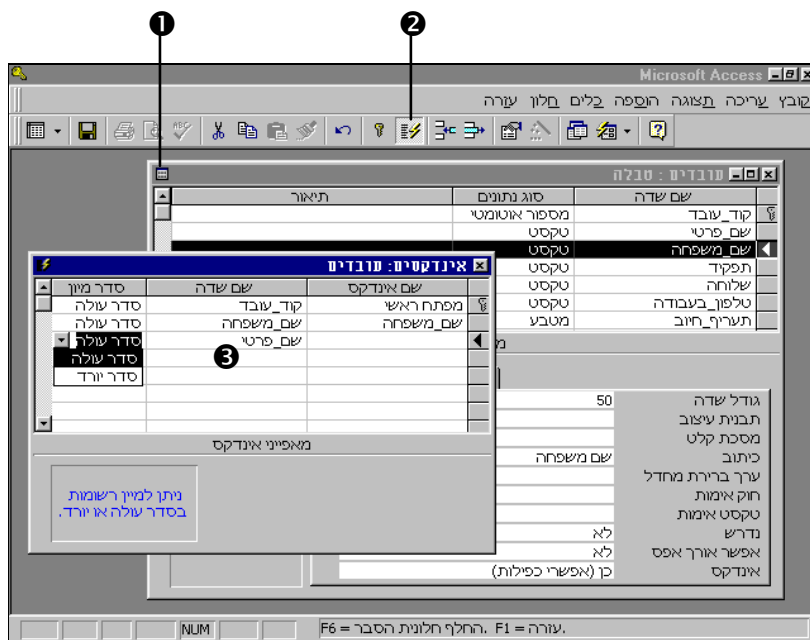 ❶ ❷
Microsoft Access
קובץ עריכה תצוגה הוספה כלים חלון עזרה
עובדים : טבלה
שם שדה סוג נתונים תיאור
קוד_עובד מספור אוטומטי
שם_פרטי טקסט
שם_משפחה טקסט
תפקיד טקסט
שלוחה טקסט
טלפון_בעבודה טקסט
תעריף_חיוב מטבע
אינדקסים: עובדים
שם אינדקס שם שדה סדר מיון
מפתח ראשי קוד_עובד סדר עולה
שם_משפחה שם_משפחה סדר עולה
שם_פרטי סדר עולה
❸
סדר עולה
סדר יורד
מאפייני אינדקס
ניתן למיין רשומות
בסדר עולה או יורד.
גודל שדה 50
תבנית עיצוב
מסכת קלט
כיתוב שם משפחה
ערך ברירת מחדל
חוק אימות
טקסט אימות
נדרש לא
אפשר אורך אפס לא
אינדקס כן (אפשרי כפילות)
F6 = החלף חלונית הסבר. F1 = עזרה.
NUM